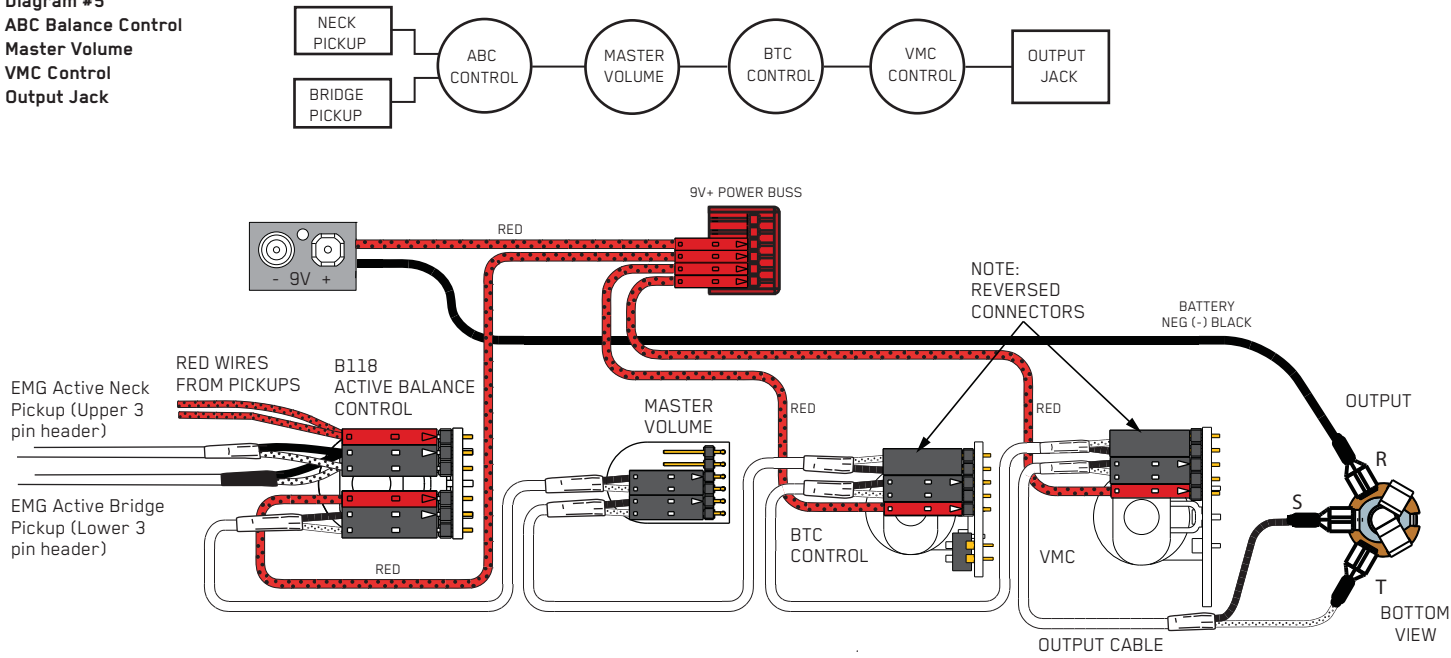 Diagram #5
ABC Balance Control
Master Volume
VMC Control
Output Jack
NECK
PICKUP
BRIDGE
PICKUP
ABC
CONTROL
MASTER
VOLUME
BTC
CONTROL
VMC
CONTROL
OUTPUT
JACK
9V+ POWER BUSS
RED
- 9V +
NOTE:
REVERSED
CONNECTORS
BATTERY
NEG (-) BLACK
RED WIRES
FROM PICKUPS
B118
ACTIVE BALANCE
CONTROL
EMG Active Neck
Pickup (Upper 3
pin header)
EMG Active Bridge
Pickup (Lower 3
pin header)
RED
MASTER
VOLUME
RED
BTC
CONTROL
RED
VMC
OUTPUT
R
S
T
BOTTOM
VIEW
OUTPUT CABLE